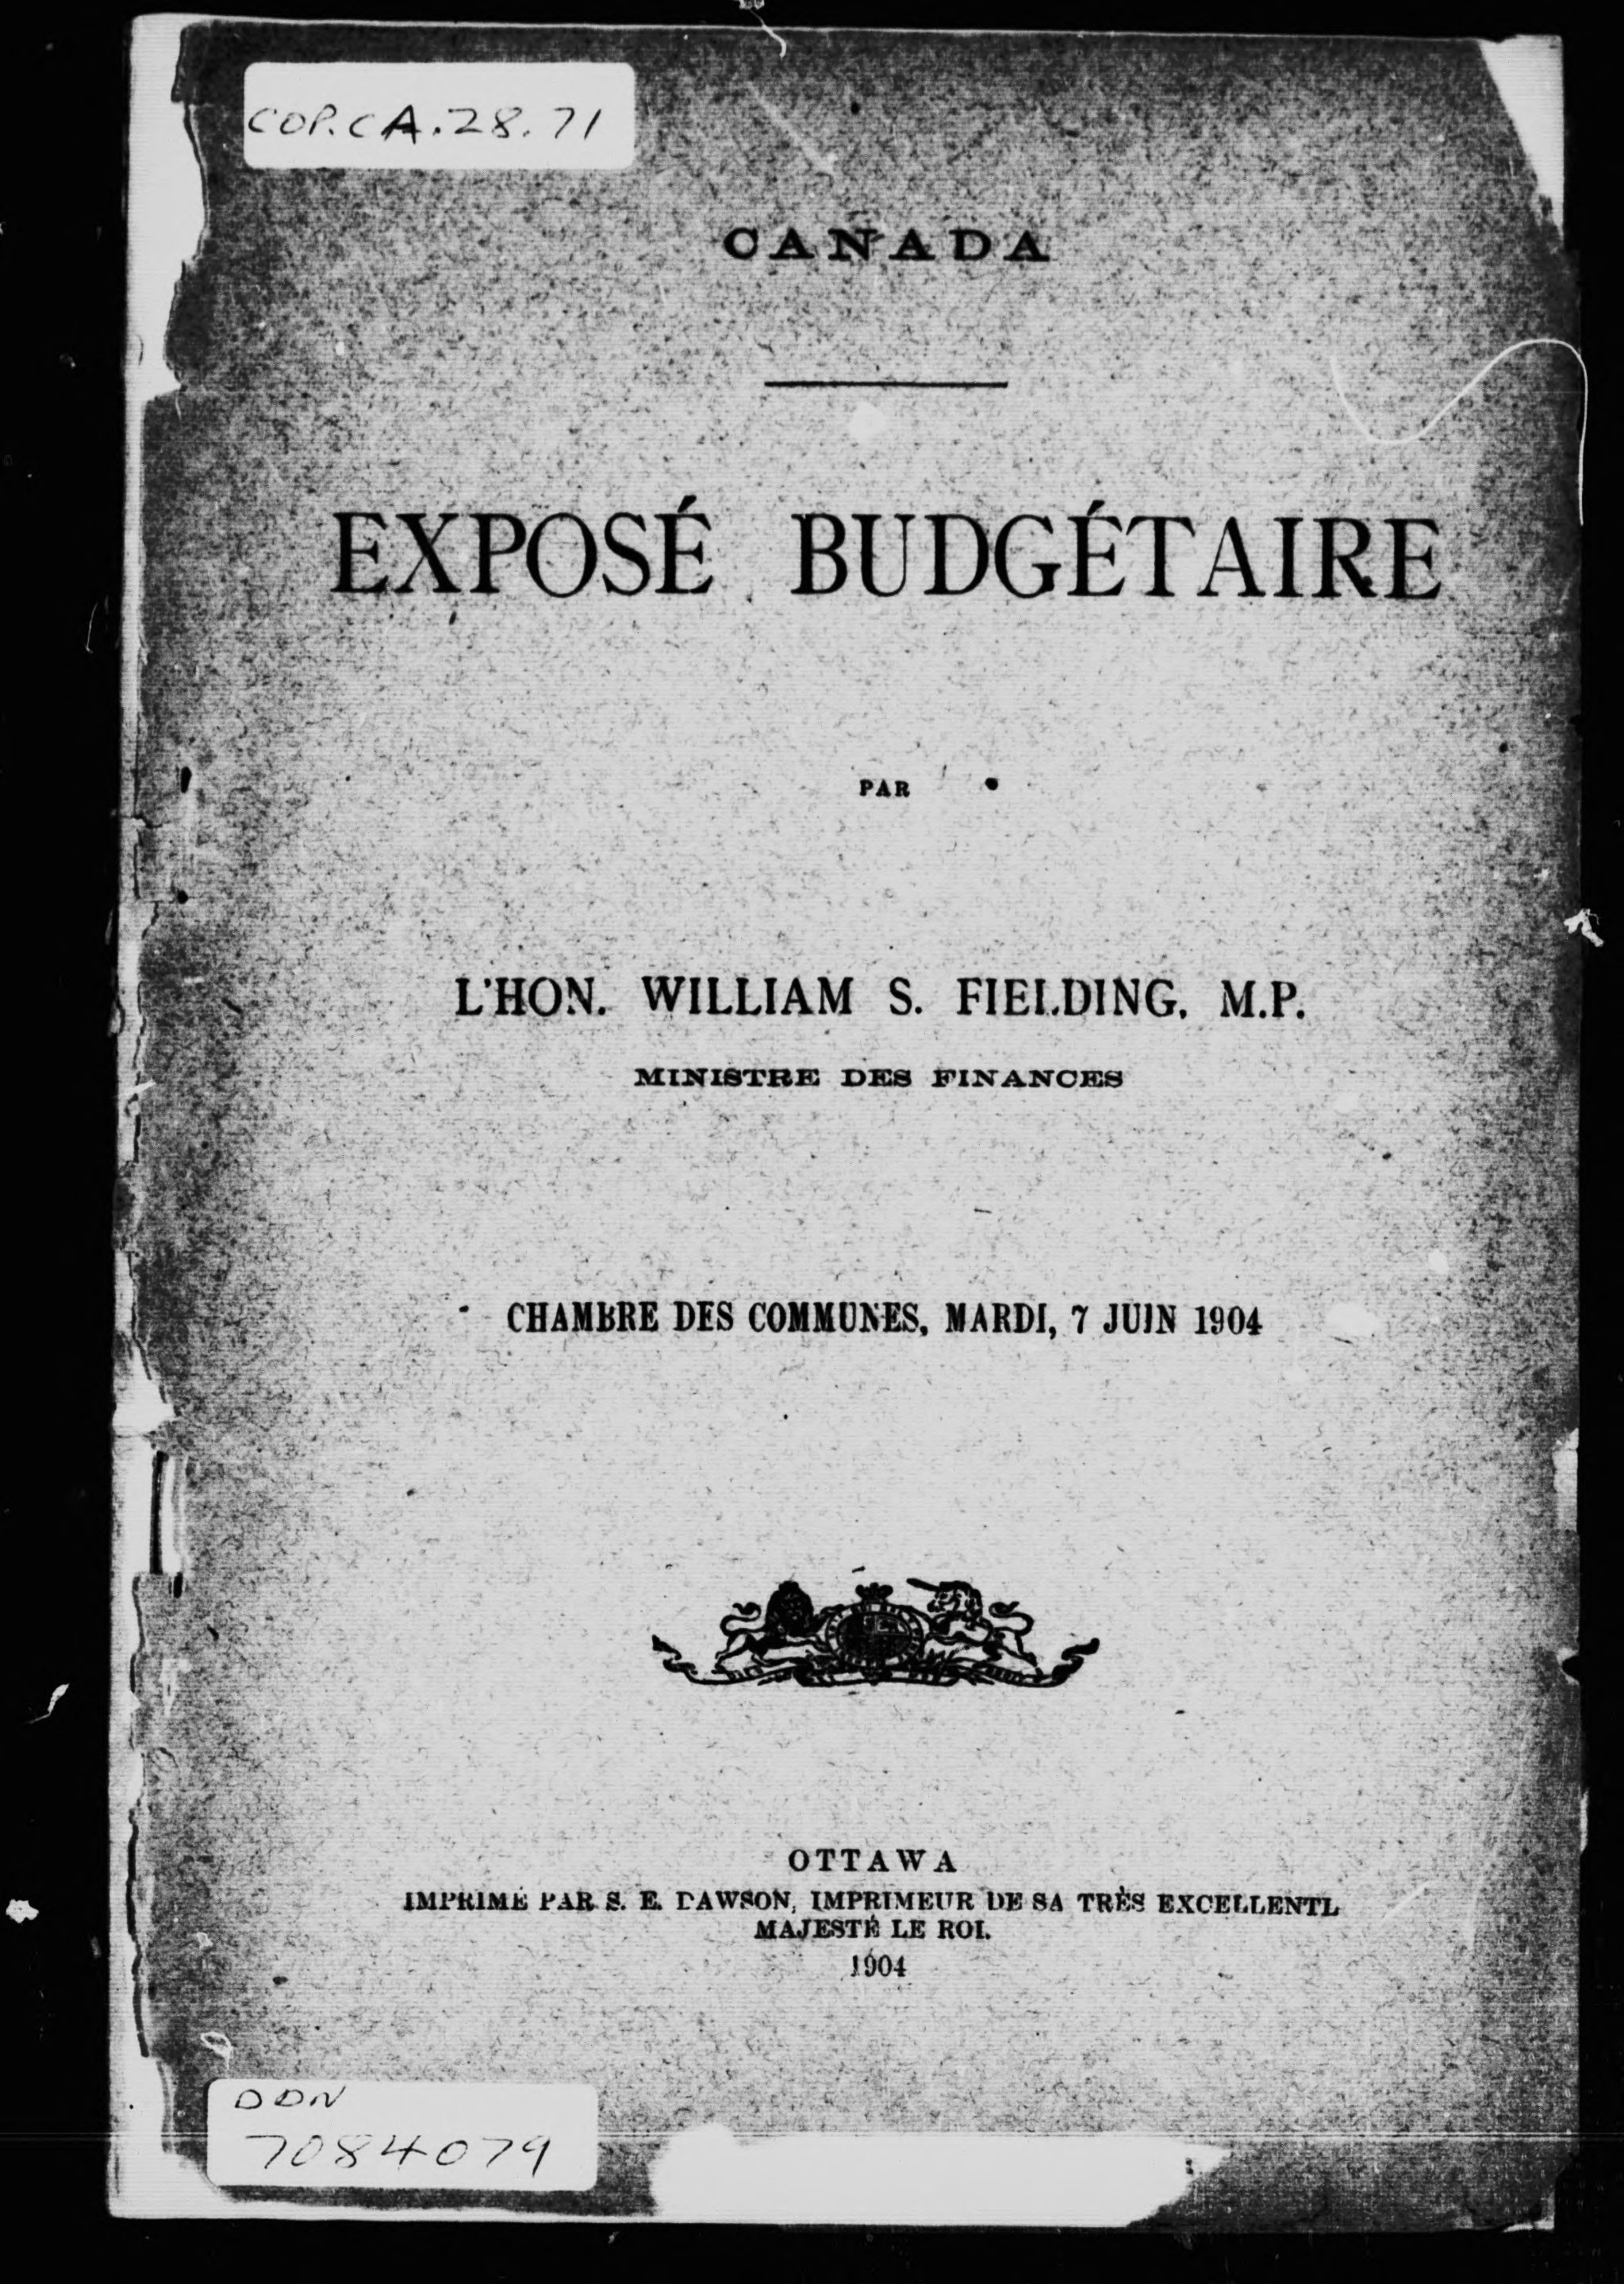 COP.CA.28.71
CANADA
EXPOSÉ BUDGÉTAIRE
PAR
L'HON. WILLIAM S. FIELDING, M.P.
MINISTRE DES FINANCES
CHAMBRE DES COMMUNES, MARDI, 7 JUIN 1904
OTTAWA
IMPRIMÉ PAR S. E. DAWSON, IMPRIMEUR DE SA TRÈS EXCELLENTE
MAJESTÉ LE ROI.
1904
DDN
7084079